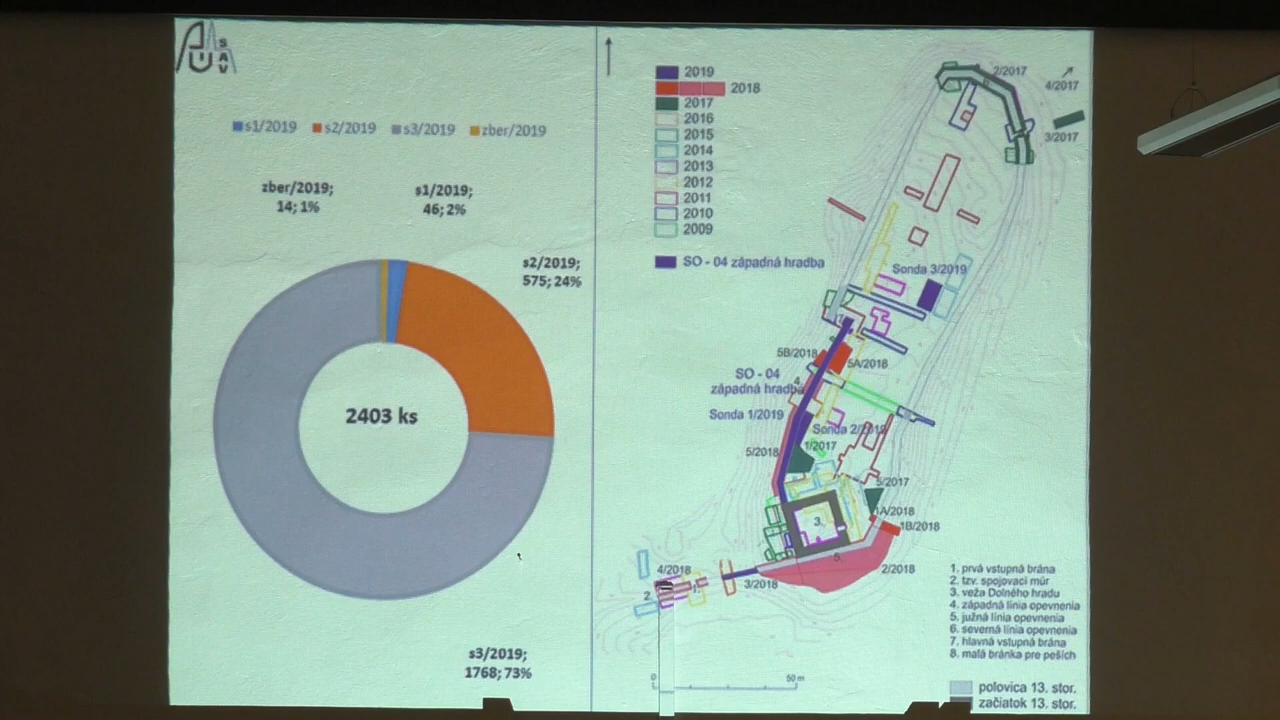 s1/2019 s2/2019 s3/2019 zber/2019
zber/2019;
14; 1%
s1/2019;
46; 2%
s2/2019;
575; 24%
2403 ks
s3/2019;
1768; 73%
2019
2018
2017
2016
2015
2014
2013
2012
2011
2010
2009
SO - 04 západná hradba
2/2017
4/2017
3/2017
Sonda 3/2019
5B/2018
5A/2018
SO - 04
západná hradba
4.
Sonda 1/2019
Sonda 2/2019
1/2017
5/2018
5/2017
3.
1A/2018
1B/2018
5.
2/2018
4/2018
3/2018
2.
1.
0
50 m
1. prvá vstupná brána
2. tzv. spojovací múr
3. veža Dolného hradu
4. západná línia opevnenia
5. južná línia opevnenia
6. severná línia opevnenia
7. hlavná vstupná brána
8. malá bránka pre peších
polovica 13. stor.
začiatok 13. stor.